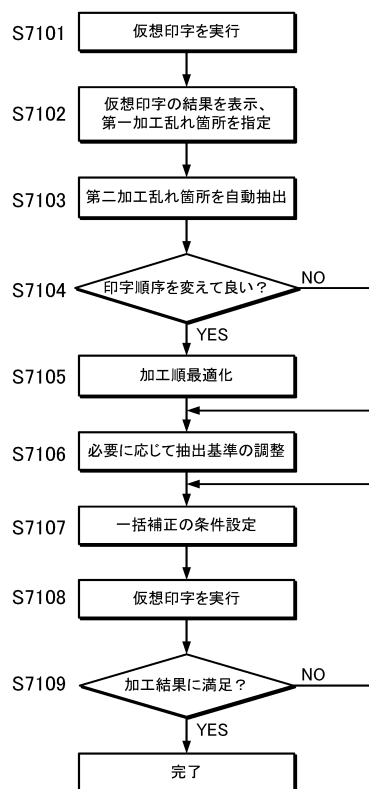 S7101
仮想印字を実行
S7102
仮想印字の結果を表示、
第一加工乱れ箇所を指定
S7103
第二加工乱れ箇所を自動抽出
S7104
印字順序を変えて良い？
NO
YES
S7105
加工順最適化
S7106
必要に応じて抽出基準の調整
S7107
一括補正の条件設定
S7108
仮想印字を実行
S7109
加工結果に満足？
NO
YES
完了